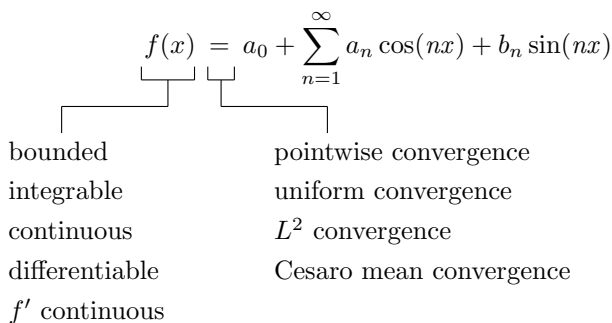 f(x) = a_0 + \sum_{n=1}^{\infty} a_n \cos(nx) + b_n \sin(nx)
bounded pointwise convergence
integrable uniform convergence
continuous L^2 convergence
differentiable Cesaro mean convergence
f' continuous